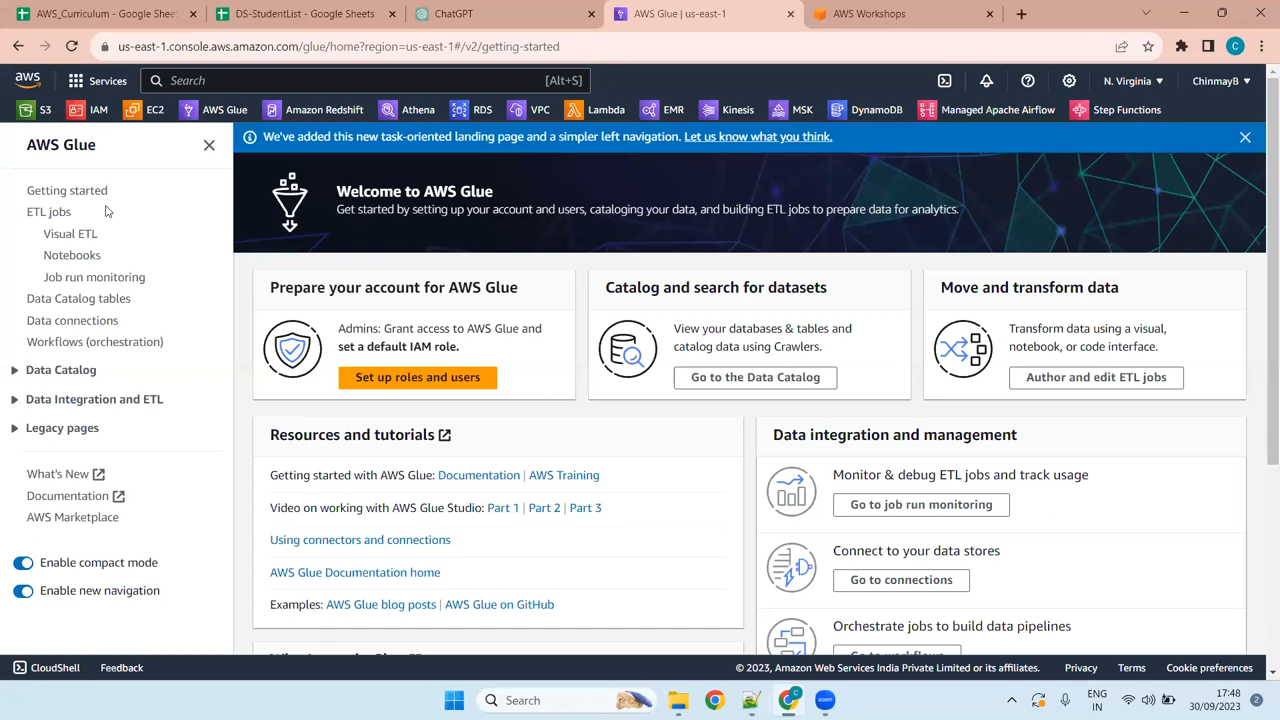 AWS_Curriculum - Google Sheet
DS-StudentList - Google Sheets
ChatGPT
AWS Glue | us-east-1
AWS Workshops
us-east-1.console.aws.amazon.com/glue/home?region=us-east-1#/v2/getting-started
C
aws
Services
Search
[Alt+S]
N. Virginia
ChinmayB
S3
IAM
EC2
AWS Glue
Amazon Redshift
Athena
RDS
VPC
Lambda
EMR
Kinesis
MSK
DynamoDB
Managed Apache Airflow
Step Functions
AWS Glue
Getting started
ETL jobs
Visual ETL
Notebooks
Job run monitoring
Data Catalog tables
Data connections
Workflows (orchestration)
Data Catalog
Data Integration and ETL
Legacy pages
What's New
Documentation
AWS Marketplace
Enable compact mode
Enable new navigation
We've added this new task-oriented landing page and a simpler left navigation. Let us know what you think.
Welcome to AWS Glue
Get started by setting up your account and users, cataloging your data, and building ETL jobs to prepare data for analytics.
Prepare your account for AWS Glue
Admins: Grant access to AWS Glue and
set a default IAM role.
Set up roles and users
Catalog and search for datasets
View your databases & tables and
catalog data using Crawlers.
Go to the Data Catalog
Move and transform data
Transform data using a visual,
notebook, or code interface.
Author and edit ETL jobs
Resources and tutorials
Getting started with AWS Glue: Documentation | AWS Training
Video on working with AWS Glue Studio: Part 1 | Part 2 | Part 3
Using connectors and connections
AWS Glue Documentation home
Examples: AWS Glue blog posts | AWS Glue on GitHub
Data integration and management
Monitor & debug ETL jobs and track usage
Go to job run monitoring
Connect to your data stores
Go to connections
Orchestrate jobs to build data pipelines
CloudShell
Feedback
© 2023, Amazon Web Services India Private Limited or its affiliates.
Privacy
Terms
Cookie preferences
Search
C
zoom
ENG
IN
17:48
30/09/2023
2